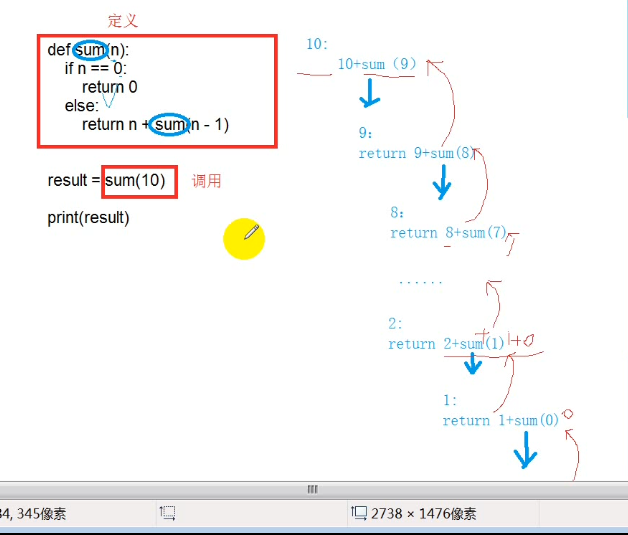 定义
def sum(n):
if n == 0:
return 0
else:
return n + sum(n - 1)
result = sum(10)
调用
print(result)
10:
10+sum (9)
9:
return 9+sum(8)
8:
return 8+sum(7)
......
2:
return 2+sum(1) 1+0
1:
return 1+sum(0) 0
34, 345像素
2738 × 1476像素